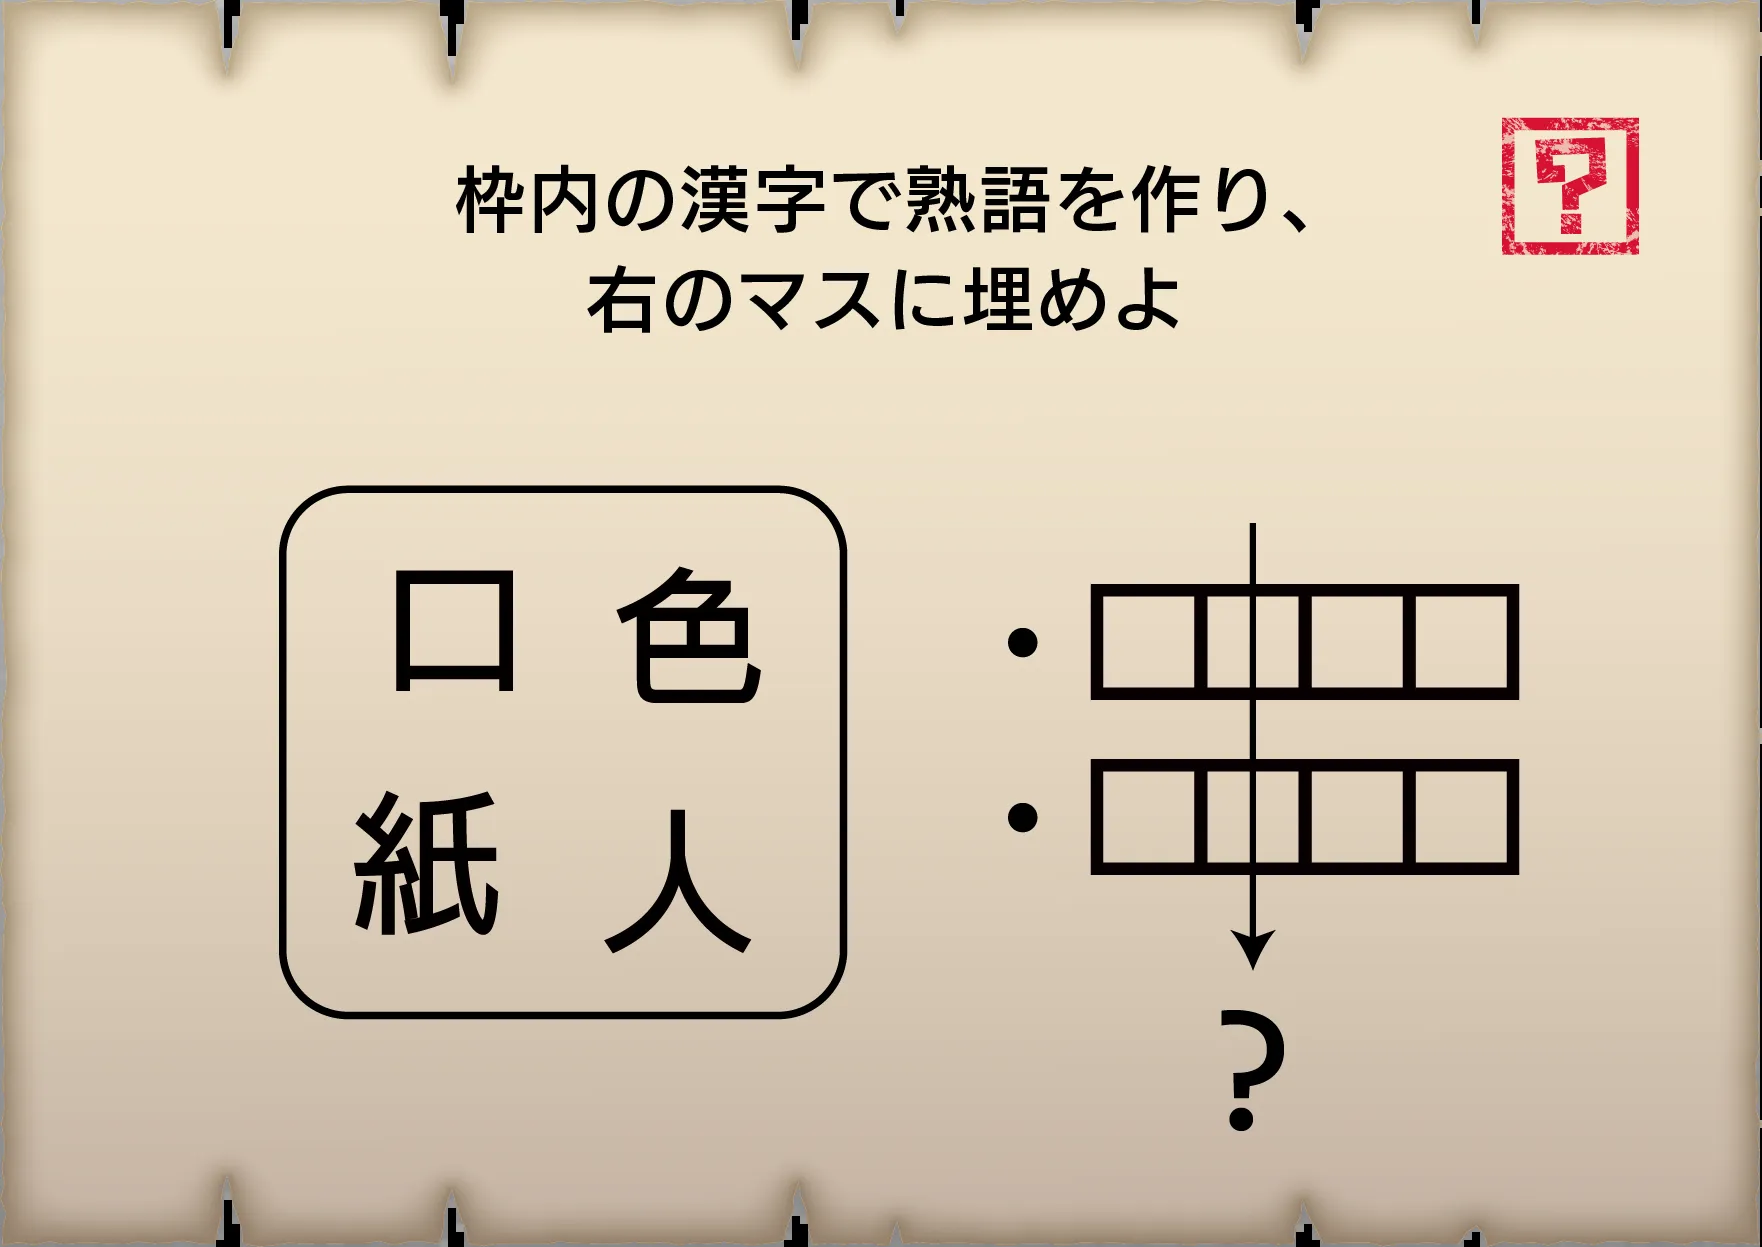 枠内の漢字で熟語を作り、
右のマスに埋めよ
?
口 色
紙 人
・
・
?